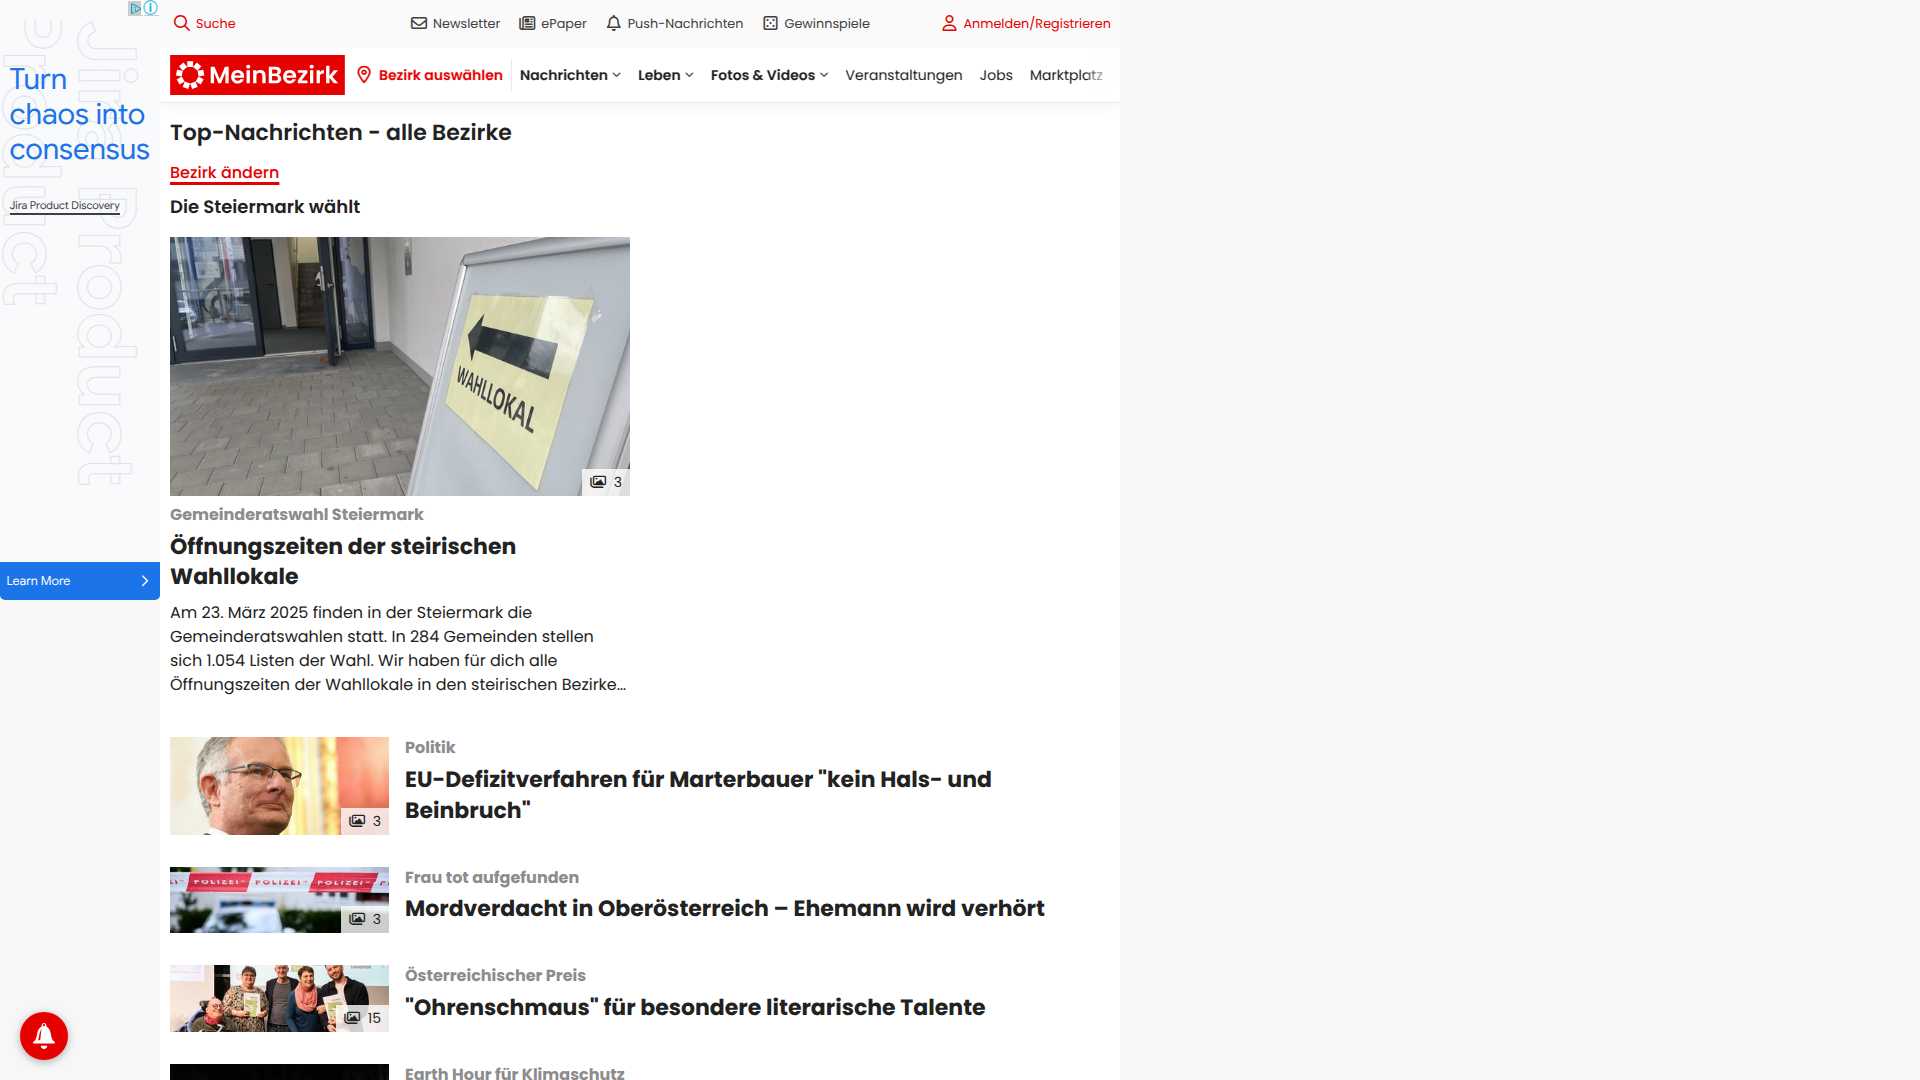 Suche
Newsletter
ePaper
Push-Nachrichten
Gewinnspiele
Anmelden/Registrieren
MeinBezirk
Bezirk auswählen
Nachrichten
Leben
Fotos & Videos
Veranstaltungen
Jobs
Marktplatz
Turn
chaos into
consensus
Jira Product Discovery
Jira Product
Product
Learn More
Top-Nachrichten - alle Bezirke
Bezirk ändern
Die Steiermark wählt
WAHLLOKAL
3
Gemeinderatswahl Steiermark
Öffnungszeiten der steirischen
Wahllokale
Am 23. März 2025 finden in der Steiermark die
Gemeinderatswahlen statt. In 284 Gemeinden stellen
sich 1.054 Listen der Wahl. Wir haben für dich alle
Öffnungszeiten der Wahllokale in den steirischen Bezirke...
3
Politik
EU-Defizitverfahren für Marterbauer "kein Hals- und
Beinbruch"
POLIZEI POLIZEI POLIZEI
3
Frau tot aufgefunden
Mordverdacht in Oberösterreich – Ehemann wird verhört
15
Österreichischer Preis
"Ohrenschmaus" für besondere literarische Talente
Earth Hour für Klimaschutz